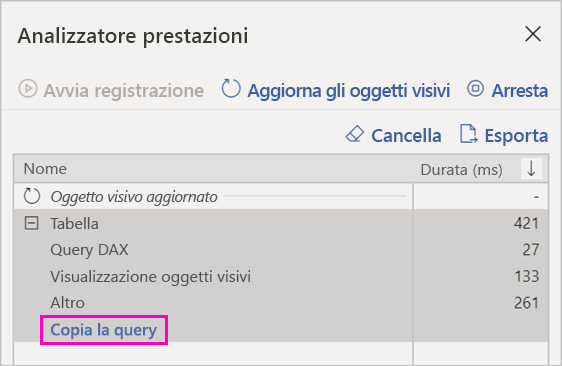 Analizzatore prestazioni
Avvia registrazione Aggiorna gli oggetti visivi Arresta
Cancella Esporta
Nome Durata (ms)
Oggetto visivo aggiornato -
Tabella 421
Query DAX 27
Visualizzazione oggetti visivi 133
Altro 261
Copia la query